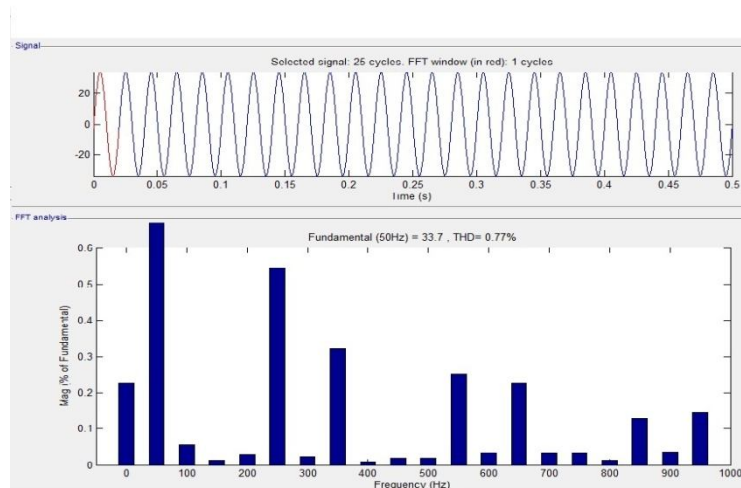 Signal
Selected signal: 25 cycles. FFT window (in red): 1 cycles
20
0
-20
0 0.05 0.1 0.15 0.2 0.25 0.3 0.35 0.4 0.45 0.5
Time (s)
FFT analysis
Fundamental (50Hz) = 33.7 , THD= 0.77%
0.6
0.5
0.4
0.3
0.2
0.1
0
Mag (% of Fundamental)
0 100 200 300 400 500 600 700 800 900 1000
Frequency (Hz)